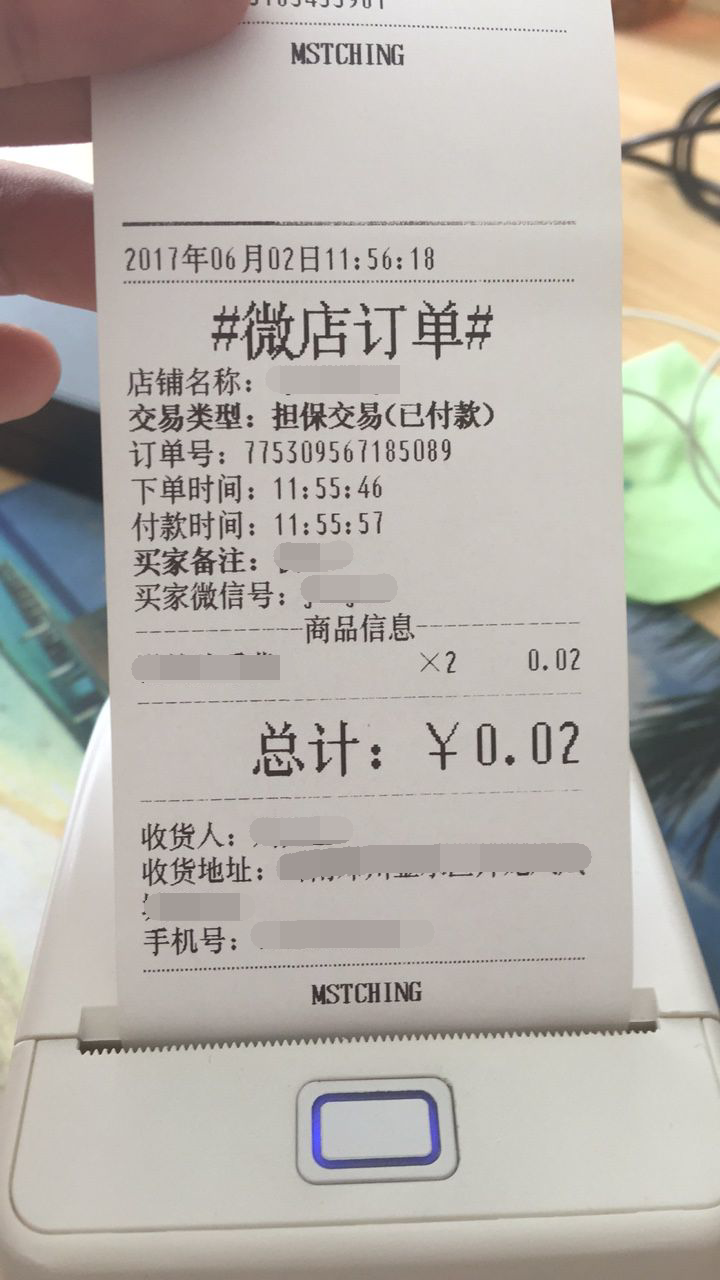 MSTCHING
2017年06月02日11:56:18
#微店订单#
店铺名称:
交易类型: 担保交易(已付款)
订单号: 775309567185089
下单时间: 11:55:46
付款时间: 11:55:57
买家备注:
买家微信号:
商品信息
×2 0.02
总计: ￥0.02
收货人:
收货地址:
手机号:
MSTCHING